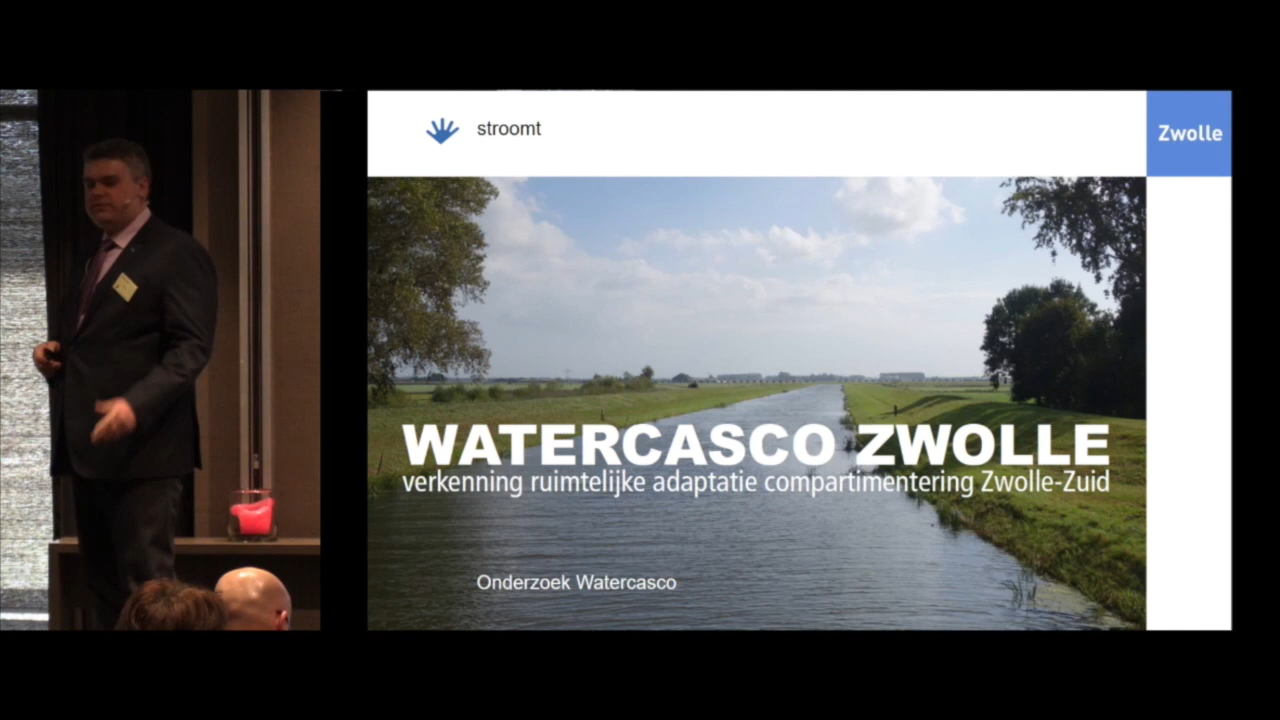 stroomt
Zwolle
WATERCASCO ZWOLLE
verkenning ruimtelijke adaptatie compartimentering Zwolle-Zuid
Onderzoek Watercasco